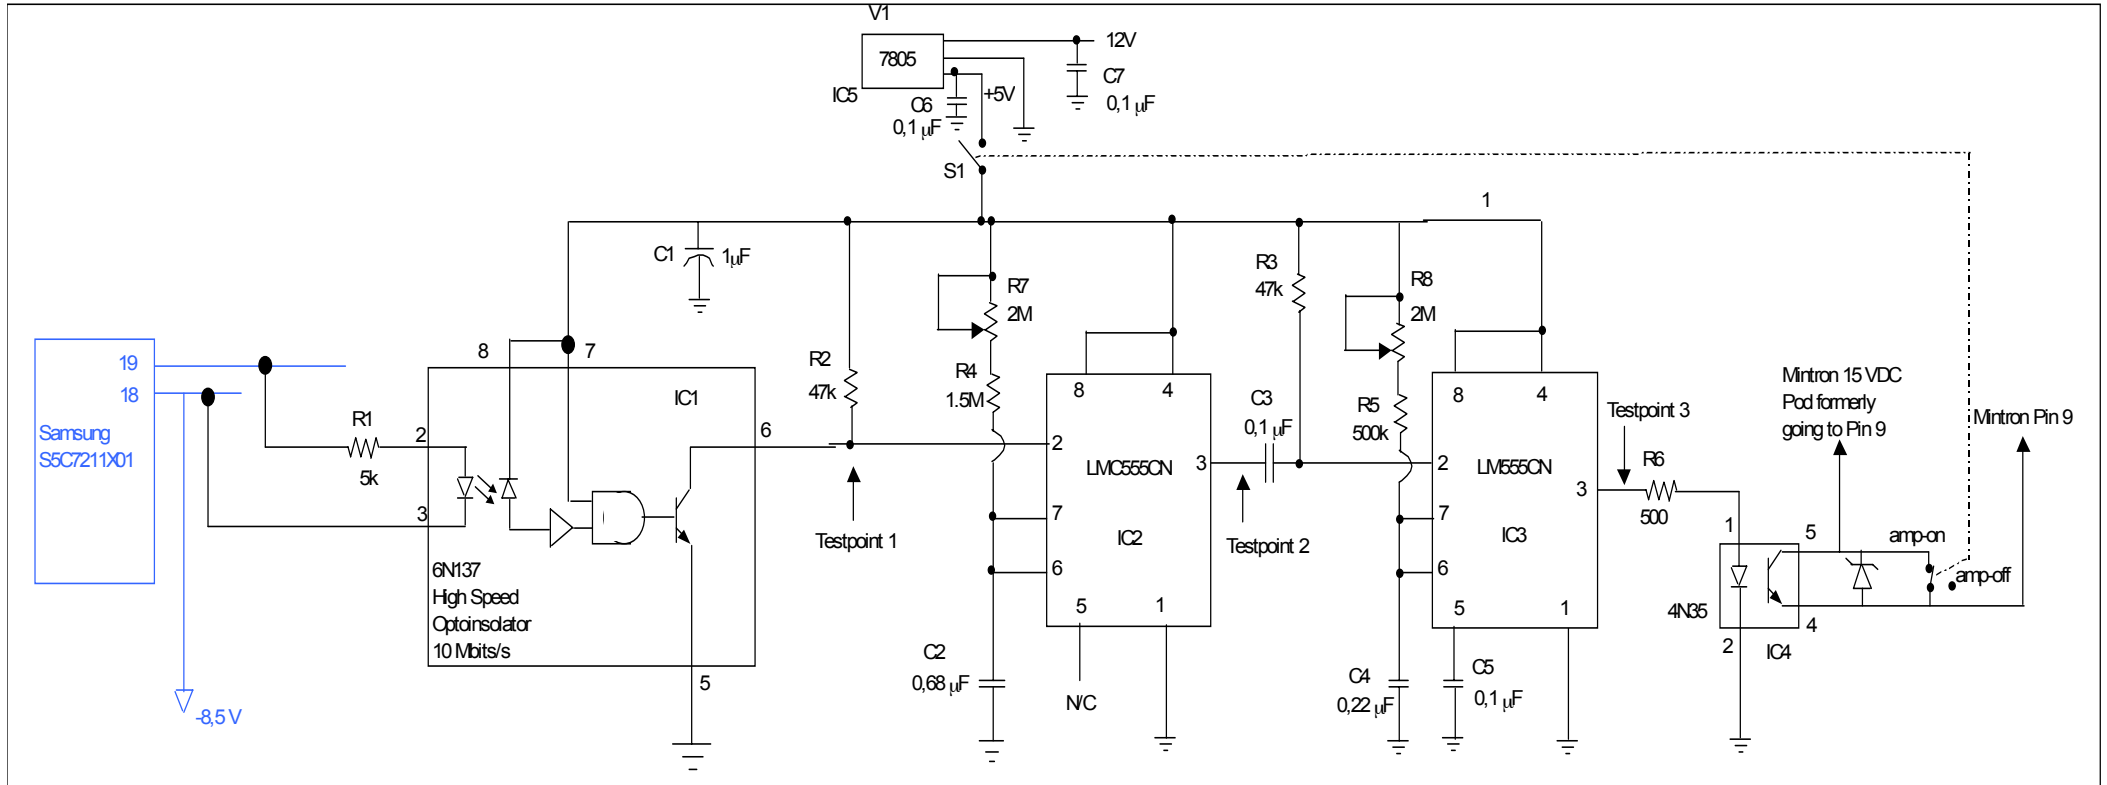 V1
7805
12V
IC5
C6
0,1 µF
+5V
C7
0,1 µF
S1
1
C1
1µF
R7
2M
R3
47k
R8
2M
19
18
Samsung
S5C7211X01
-8,5 V
R1
5k
8
7
IC1
2
3
6
5
6N137
High Speed
Optoinsolator
10 Mbits/s
R2
47k
Testpoint 1
R4
1.5M
8
4
2
LMC555CN
3
7
IC2
6
5
1
C2
0,68 µF
N/C
C3
0,1 µF
Testpoint 2
R5
500k
8
4
2
LM555CN
3
7
IC3
6
5
1
C4
0,22 µF
C5
0,1 µF
Testpoint 3
R6
500
Mintron 15 VDC
Pod formerly
going to Pin 9
Mintron Pin 9
1
5
amp-on
amp-off
4N35
4
2
IC4